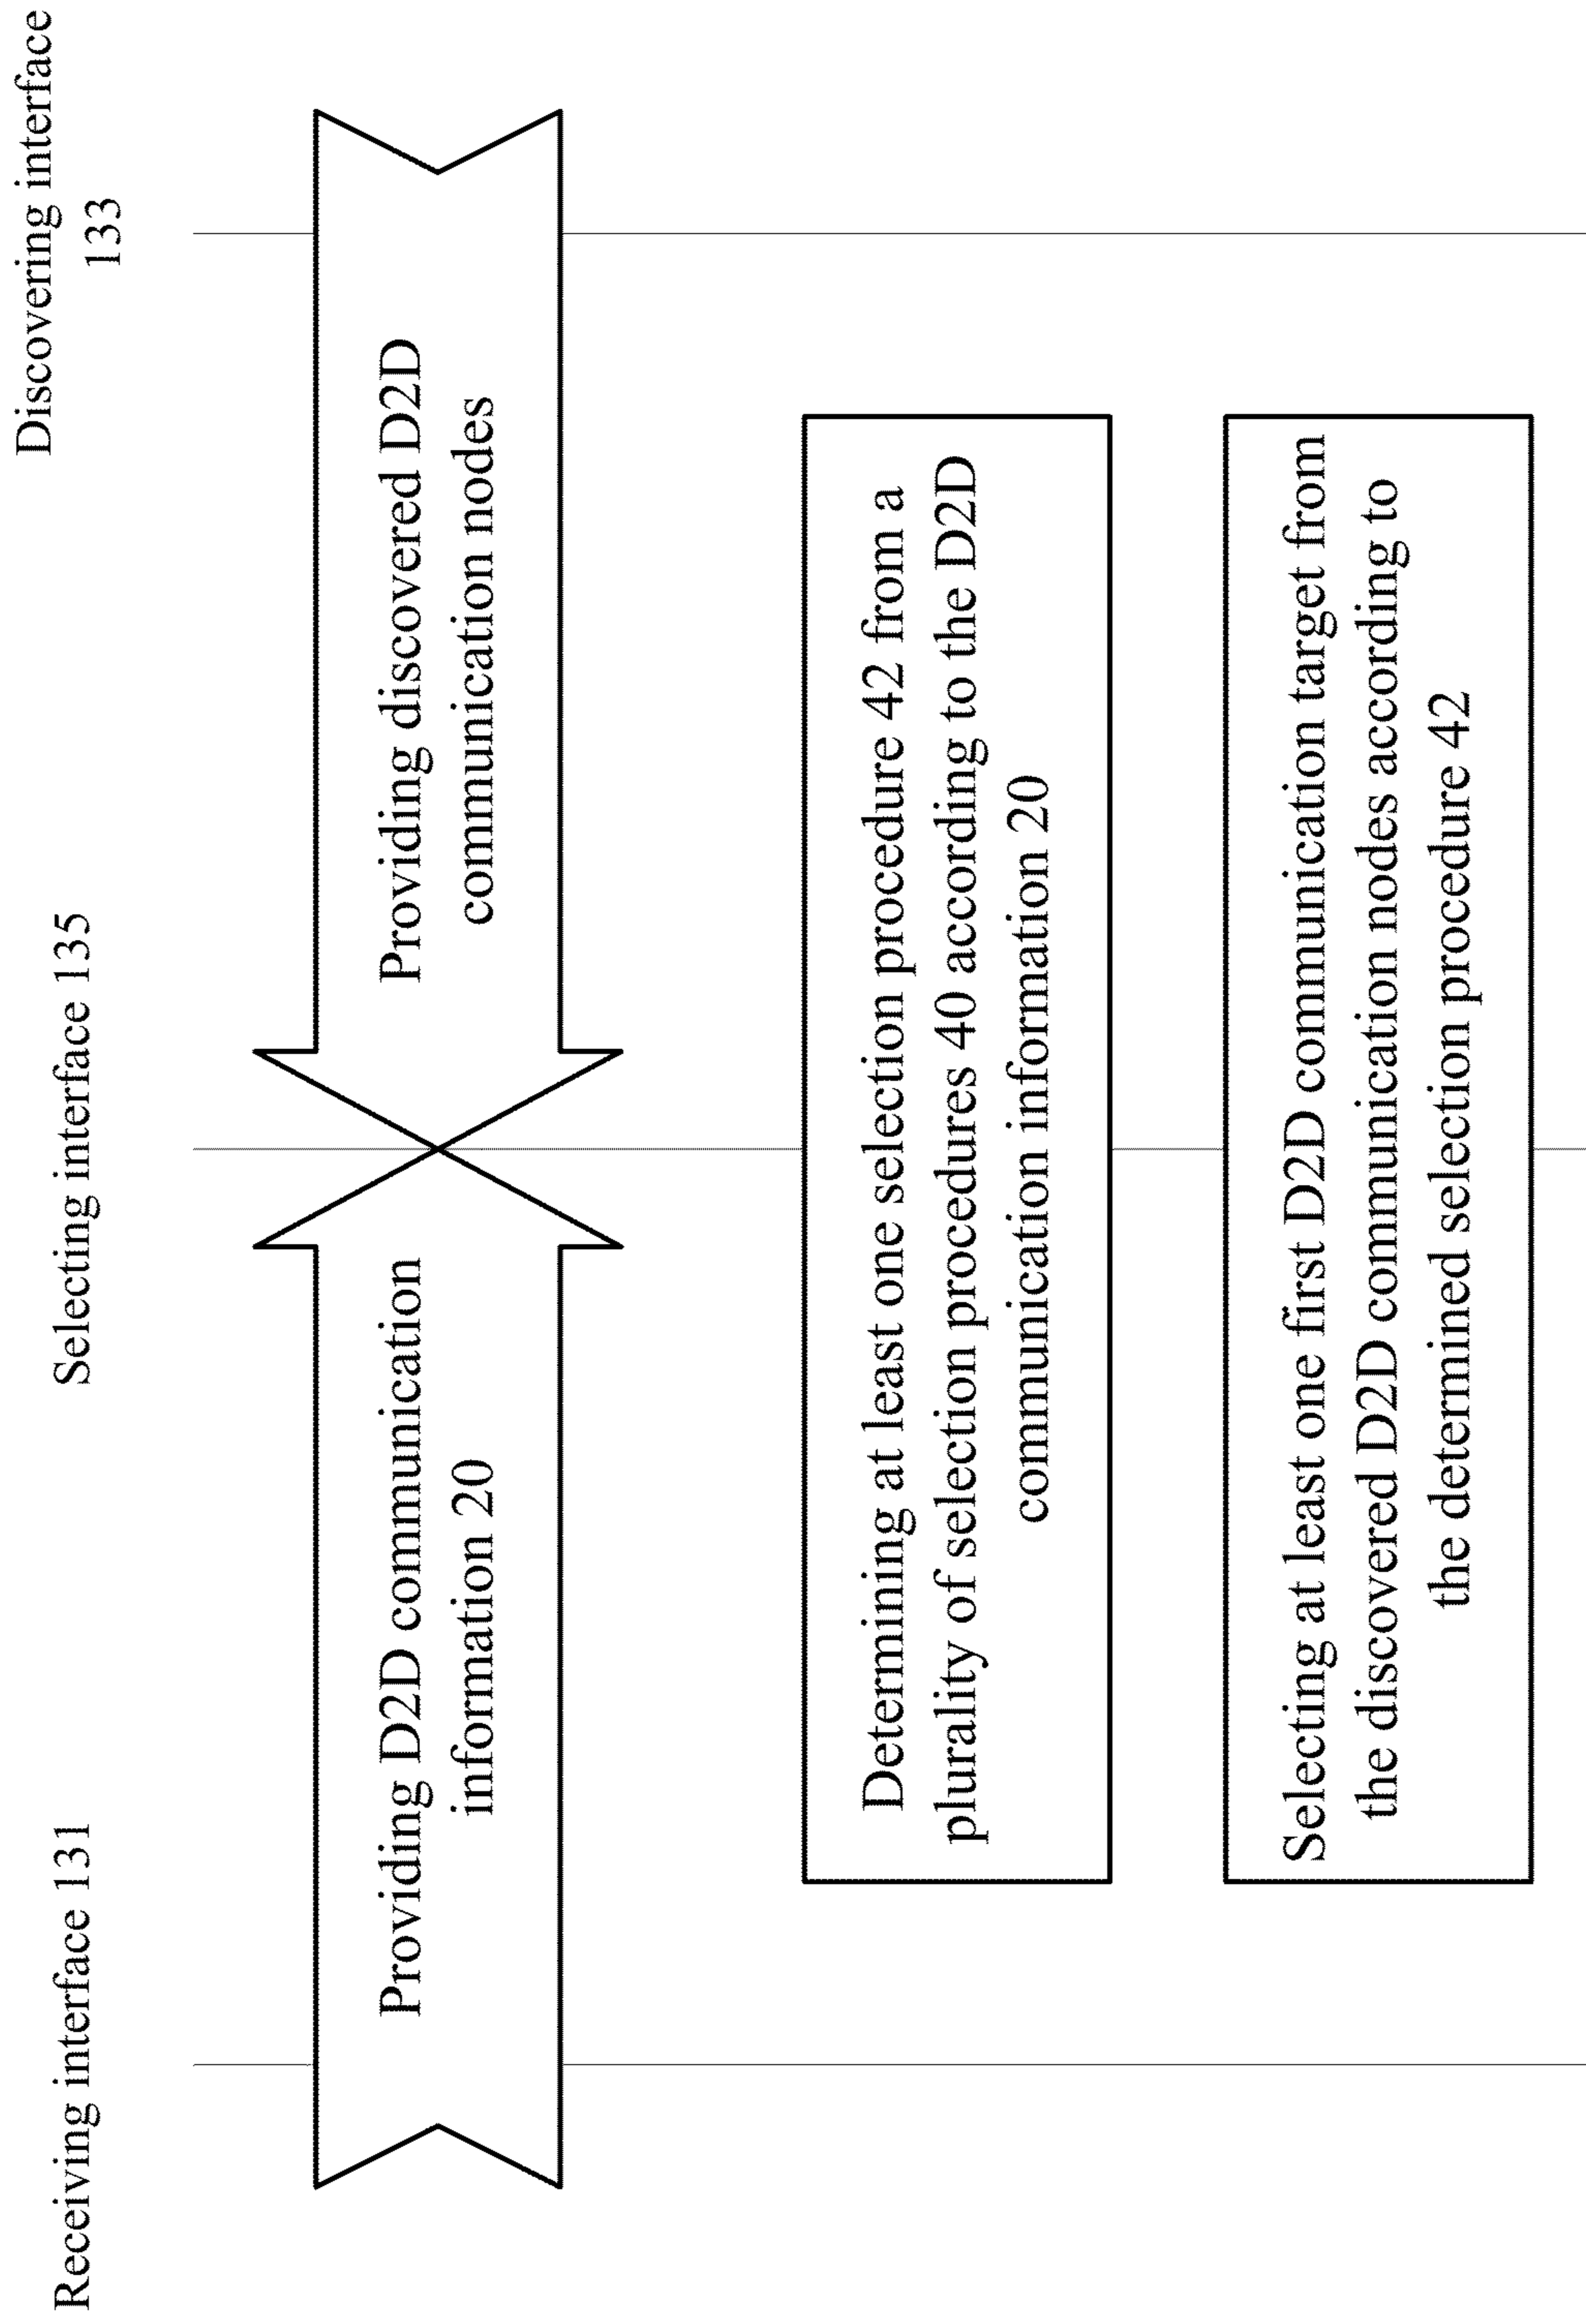 Receiving interface 131
Selecting interface 135
Discovering interface
133
Providing D2D communication
information 20
Providing discovered D2D
communication nodes
Determining at least one selection procedure 42 from a
plurality of selection procedures 40 according to the D2D
communication information 20
Selecting at least one first D2D communication target from
the discovered D2D communication nodes according to
the determined selection procedure 42